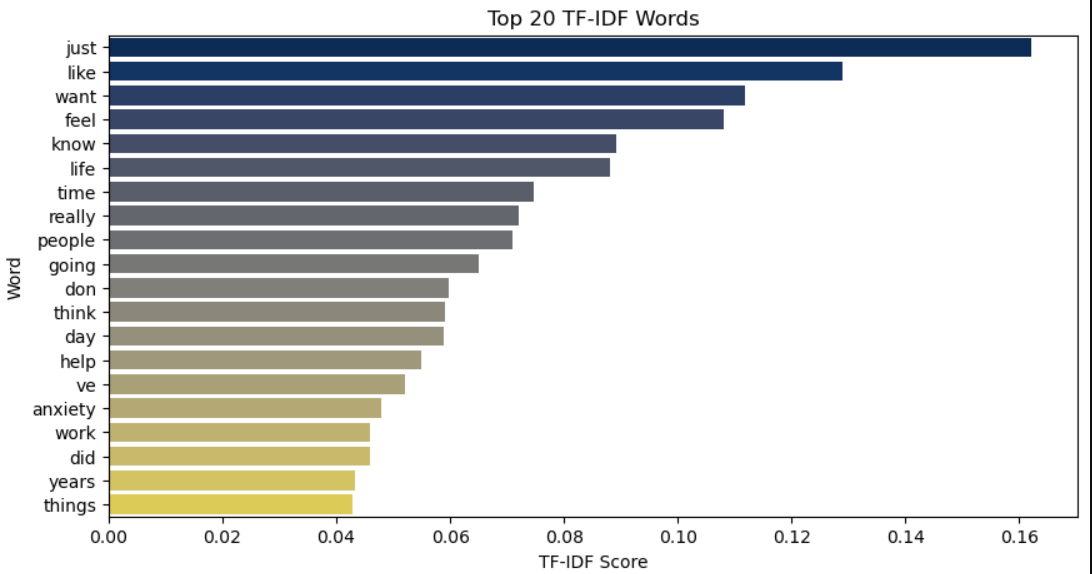 Top 20 TF-IDF Words
just
like
want
feel
know
life
time
really
people
going
don
think
day
help
ve
anxiety
work
did
years
things
Word
0.00 0.02 0.04 0.06 0.08 0.10 0.12 0.14 0.16
TF-IDF Score